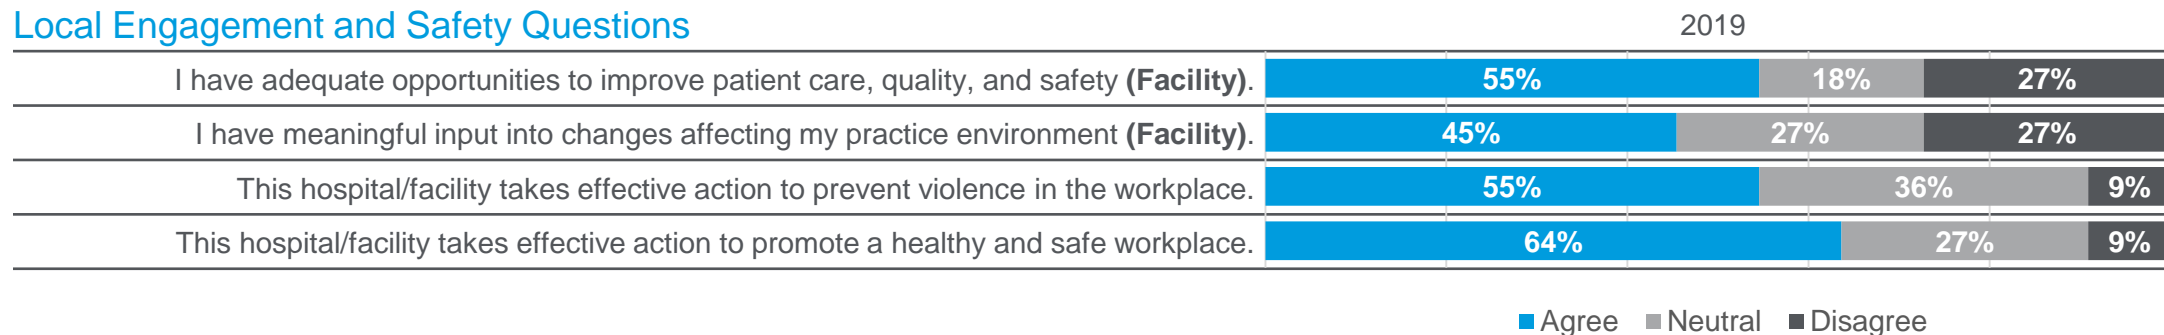 Local Engagement and Safety Questions 2019
I have adequate opportunities to improve patient care, quality, and safety (Facility). 55% 18% 27%
I have meaningful input into changes affecting my practice environment (Facility). 45% 27% 27%
This hospital/facility takes effective action to prevent violence in the workplace. 55% 36% 9%
This hospital/facility takes effective action to promote a healthy and safe workplace. 64% 27% 9%
Agree Neutral Disagree